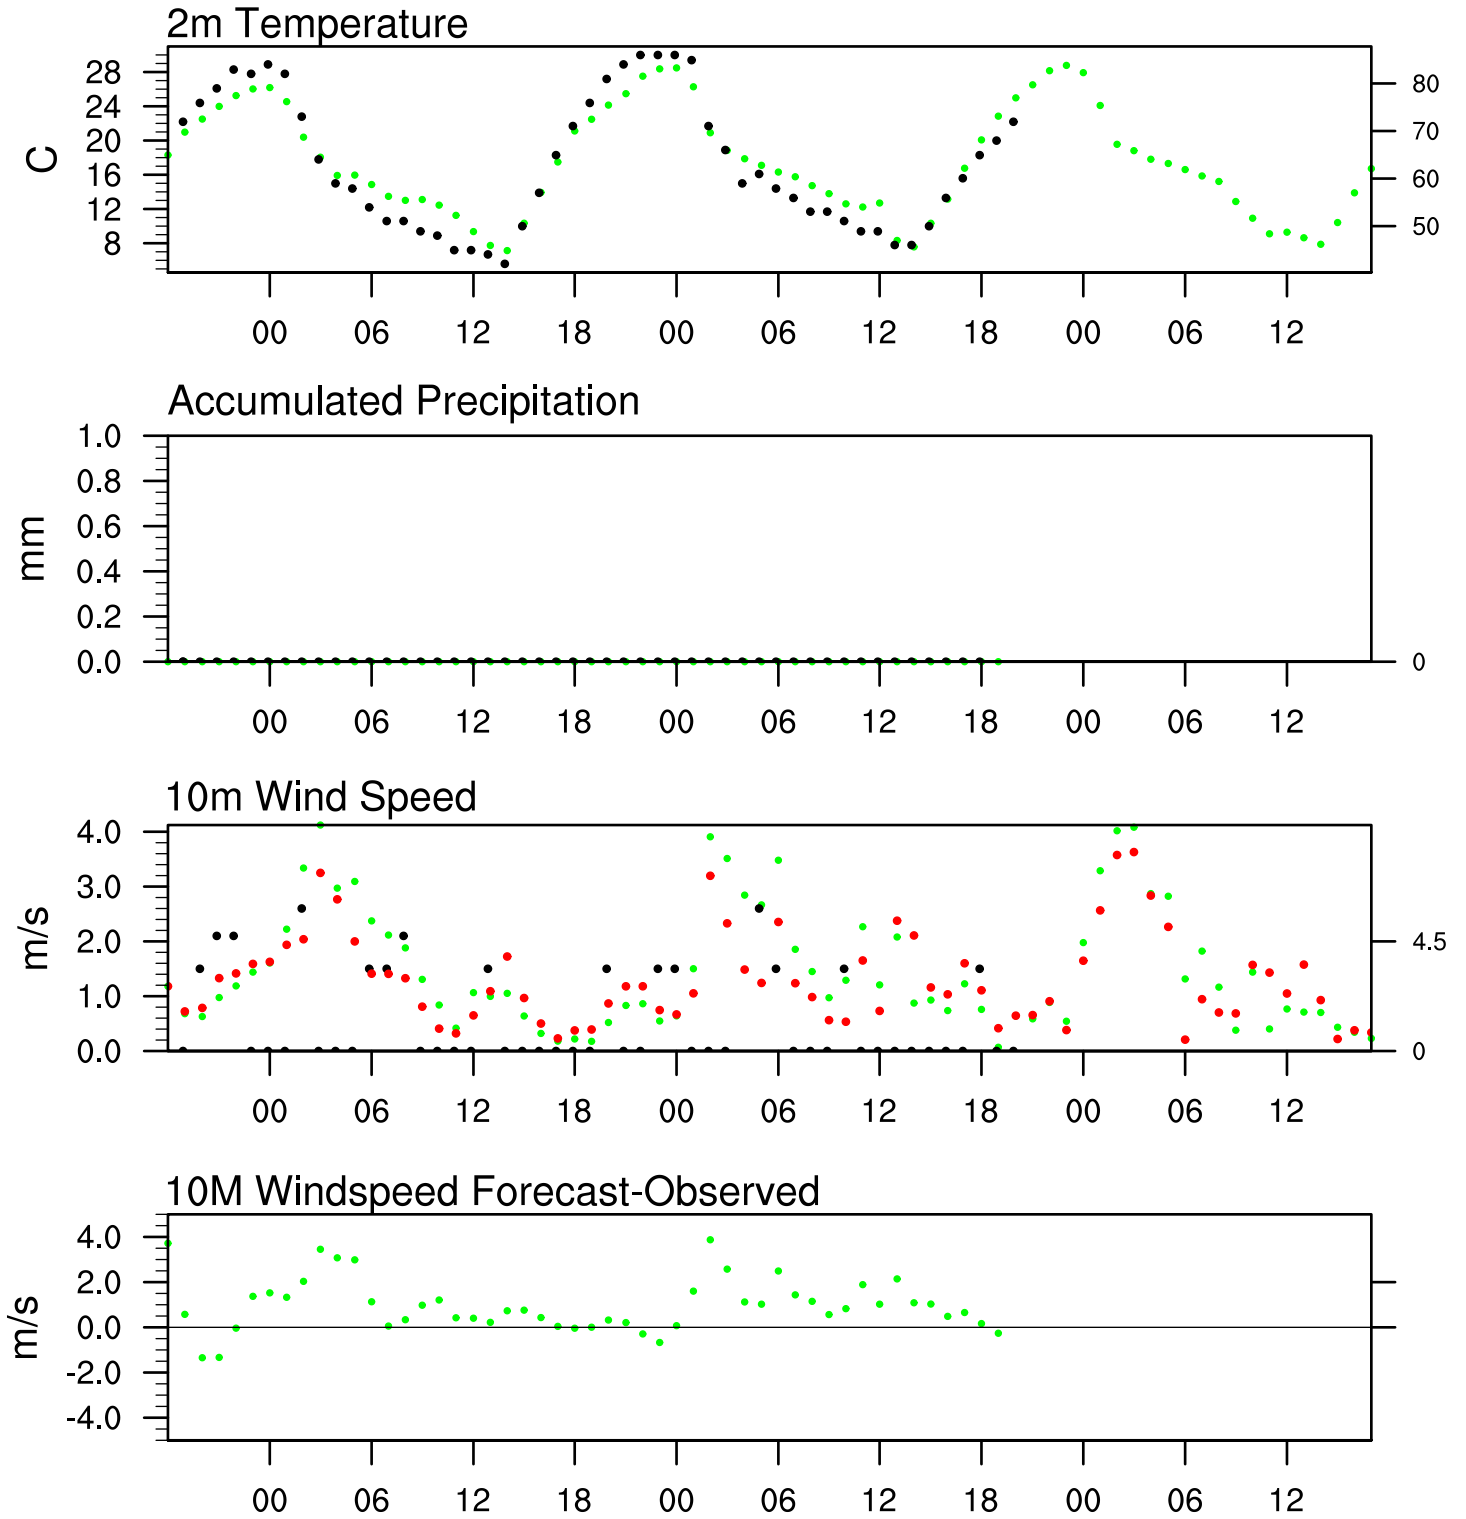 2m Temperature
28
24
20
16
12
8
C
80
70
60
50
00 06 12 18 00 06 12 18 00 06 12
Accumulated Precipitation
1.0
0.8
0.6
0.4
0.2
0.0
mm
0
00 06 12 18 00 06 12 18 00 06 12
10m Wind Speed
4.0
3.0
2.0
1.0
0.0
m/s
4.5
0
00 06 12 18 00 06 12 18 00 06 12
10M Windspeed Forecast-Observed
4.0
2.0
0.0
-2.0
-4.0
m/s
00 06 12 18 00 06 12 18 00 06 12